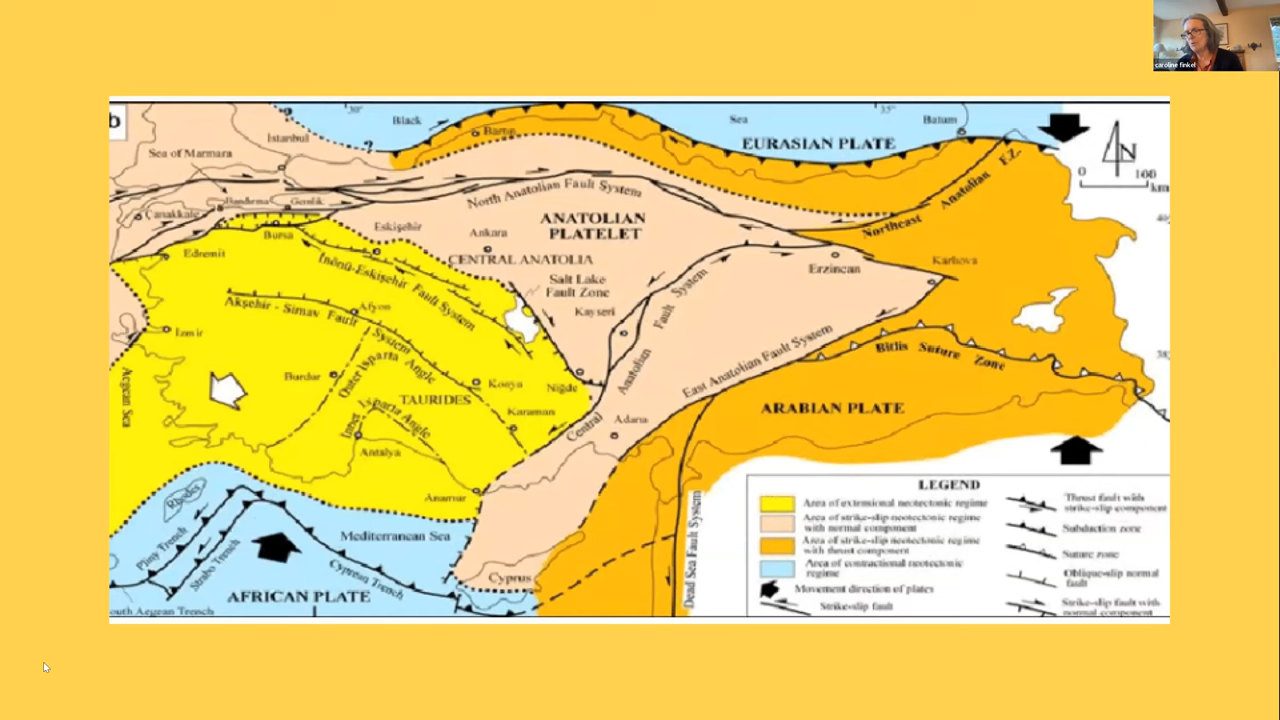 caroline finkel
b
30°
35°
Black
Sea
Batum
Bartın
EURASIAN PLATE
İstanbul
?
?
N
Sea of Marmara
0
100
km
North Anatolian Fault System
Northeast Anatolian F.Z.
Bandırma
Gemlik
Çanakkale
ANATOLIAN
PLATELET
Eskişehir
Ankara
Bursa
Edremit
CENTRAL ANATOLIA
Erzincan
Karlıova
İnönü-Eskişehir Fault System
Salt Lake
Fault Zone
Kayseri
Akşehir - Simav Fault System
Afyon
İzmir
Central Anatolian Fault System
East Anatolian Fault System
Bitlis Suture Zone
Outer Isparta Angle
Burdur
Konya
Niğde
Aegean Sea
TAURIDES
Karaman
ARABIAN PLATE
Inner Isparta Angle
Adana
Antalya
Anamur
LEGEND
Rhodes
Area of extensional neotectonic regime
Area of strike-slip neotectonic regime
with normal component
Area of strike-slip neotectonic regime
with thrust component
Area of contractional neotectonic
regime
Movement direction of plates
Strike-slip fault
Thrust fault with
strike-slip component
Subduction zone
Suture zone
Oblique-slip normal
fault
Strike-slip fault with
normal component
Pliny Trench
Strabo Trench
Mediterranean Sea
Cyprean Trench
Cyprus
Dead Sea Fault System
AFRICAN PLATE
outh Aegean Trench